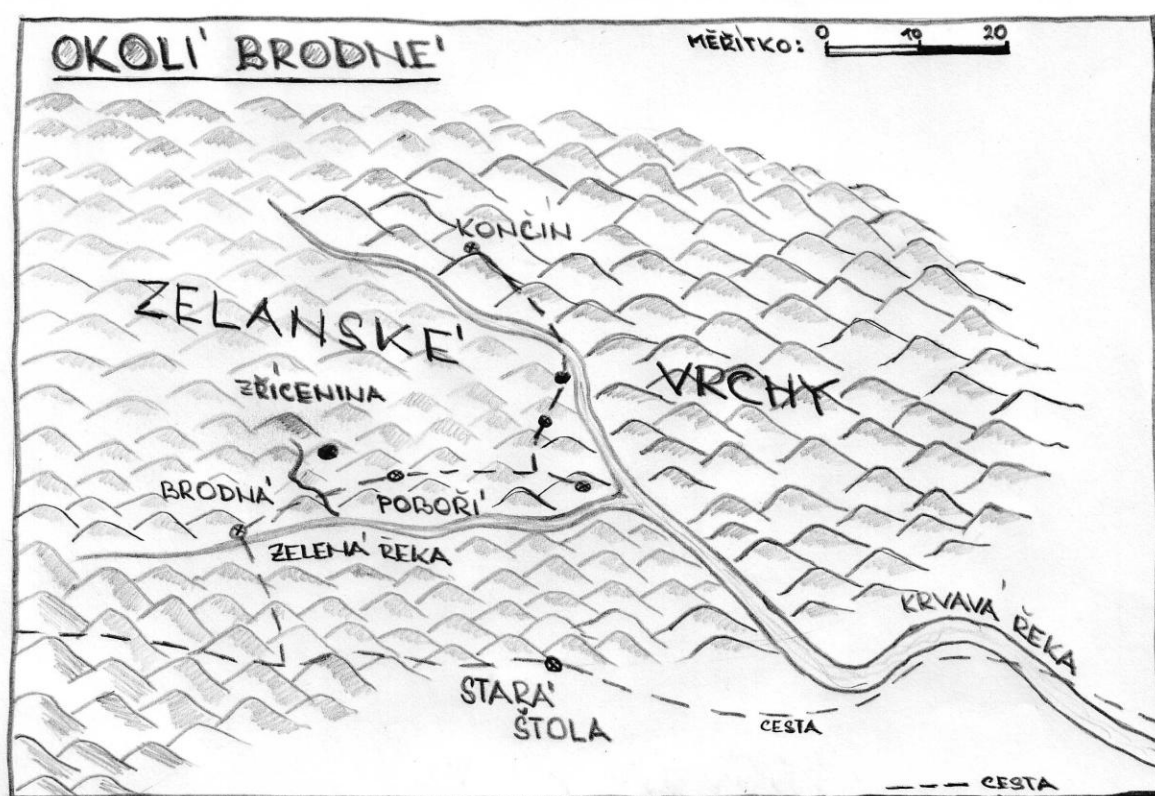 OKOLÍ BRODNÉ
MĚŘÍTKO: 0 10 20
KONČÍN
ZELANSKÉ
VRCHY
ZŘÍCENINA
BRODNÁ
POBOŘÍ
ZELENÁ ŘEKA
KRVAVÁ ŘEKA
STARÁ
ŠTOLA
CESTA
CESTA